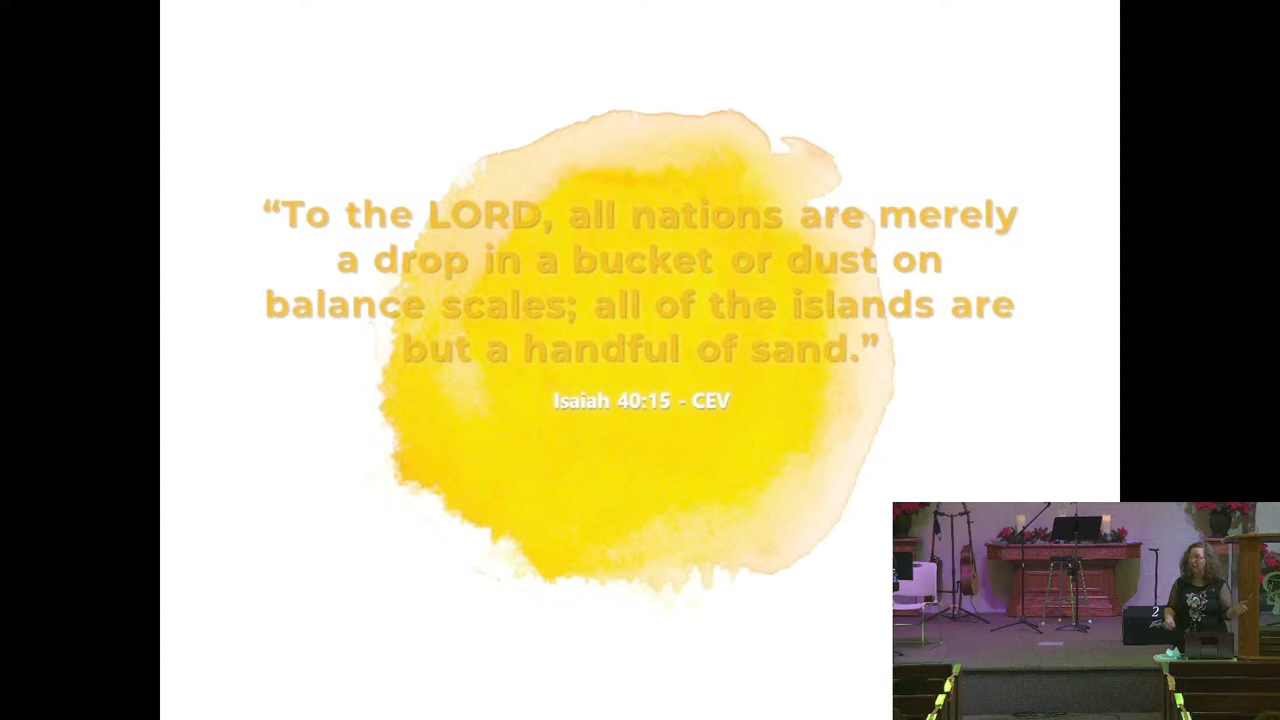 “To the LORD, all nations are merely
a drop in a bucket or dust on
balance scales; all of the islands are
but a handful of sand.”
Isaiah 40:15 - CEV
2